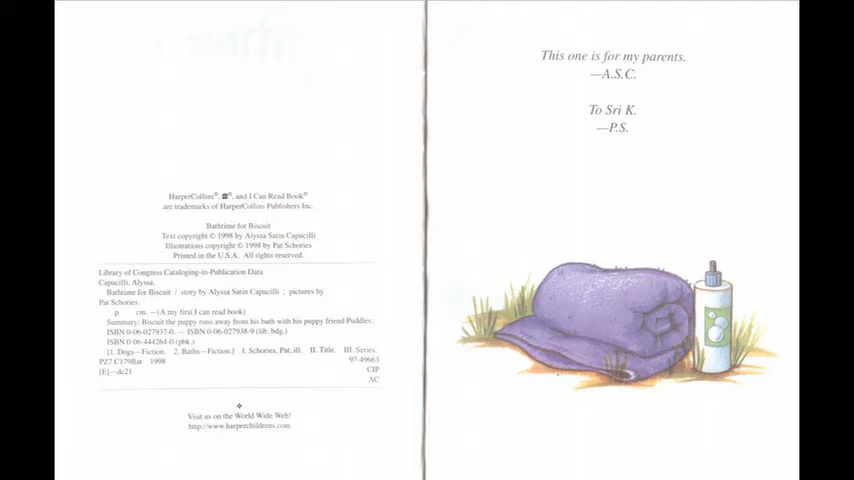 HarperCollins®, ®, and I Can Read Book®
are trademarks of HarperCollins Publishers Inc.
Bathtime for Biscuit
Text copyright © 1998 by Alyssa Satin Capucilli
Illustrations copyright © 1998 by Pat Schories
Printed in the U.S.A. All rights reserved.
Library of Congress Cataloging-in-Publication Data
Capucilli, Alyssa.
Bathtime for Biscuit / story by Alyssa Satin Capucilli ; pictures by
Pat Schories.
p. cm. — (A my first I can read book)
Summary: Biscuit the puppy runs away from his bath with his puppy friend Puddles.
ISBN 0-06-027937-0. — ISBN 0-06-027938-9 (lib. bdg.)
ISBN 0-06-444264-0 (pbk.)
[1. Dogs—Fiction. 2. Baths—Fiction.] I. Schories, Pat, ill. II. Title. III. Series.
PZ7.C179Bat 1998 97-49663
[E]—dc21 CIP
AC
Visit us on the World Wide Web!
http://www.harperchildrens.com
This one is for my parents.
—A.S.C.
To Sri K.
—P.S.